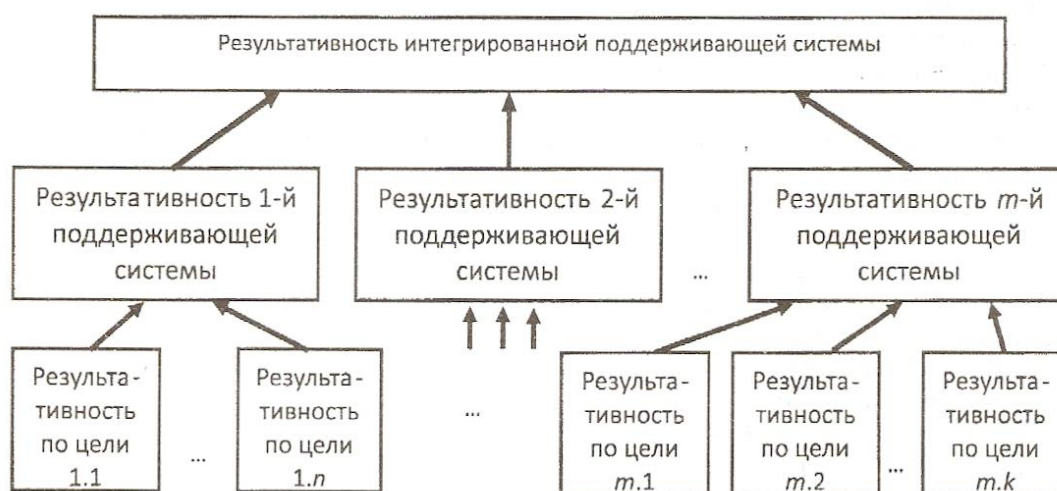 Результативность интегрированной поддерживающей системы
Результативность 1-й
поддерживающей
системы
Результативность 2-й
поддерживающей
системы
...
Результативность m-й
поддерживающей
системы
Результа-
тивность
по цели
1.1
...
Результа-
тивность
по цели
1.n
...
Результа-
тивность
по цели
m.1
Результа-
тивность
по цели
m.2
...
Результа-
тивность
по цели
m.k